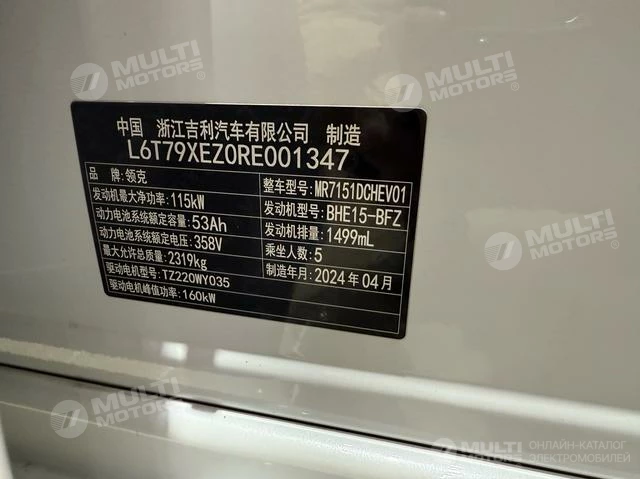 MULTI
MOTORS
MULTI
MOTORS
中国 浙江吉利汽车有限公司 制造
L6T79XEZ0RE001347
品牌:领克
整车型号:MR7151DCHEV01
发动机最大净功率:115kW
发动机型号:BHE15-BFZ
动力电池系统额定容量:53Ah
发动机排量:1499mL
动力电池系统额定电压:358V
乘坐人数:5
最大允许总质量:2319kg
制造年月:2024年04月
驱动电机型号:TZ220WY035
驱动电机峰值功率:160kW
MULTI
MOTORS
MULTI
MOTORS
MULTI
MOTORS
ОНЛАЙН-КАТАЛОГ
ЭЛЕКТРОМОБИЛЕЙ